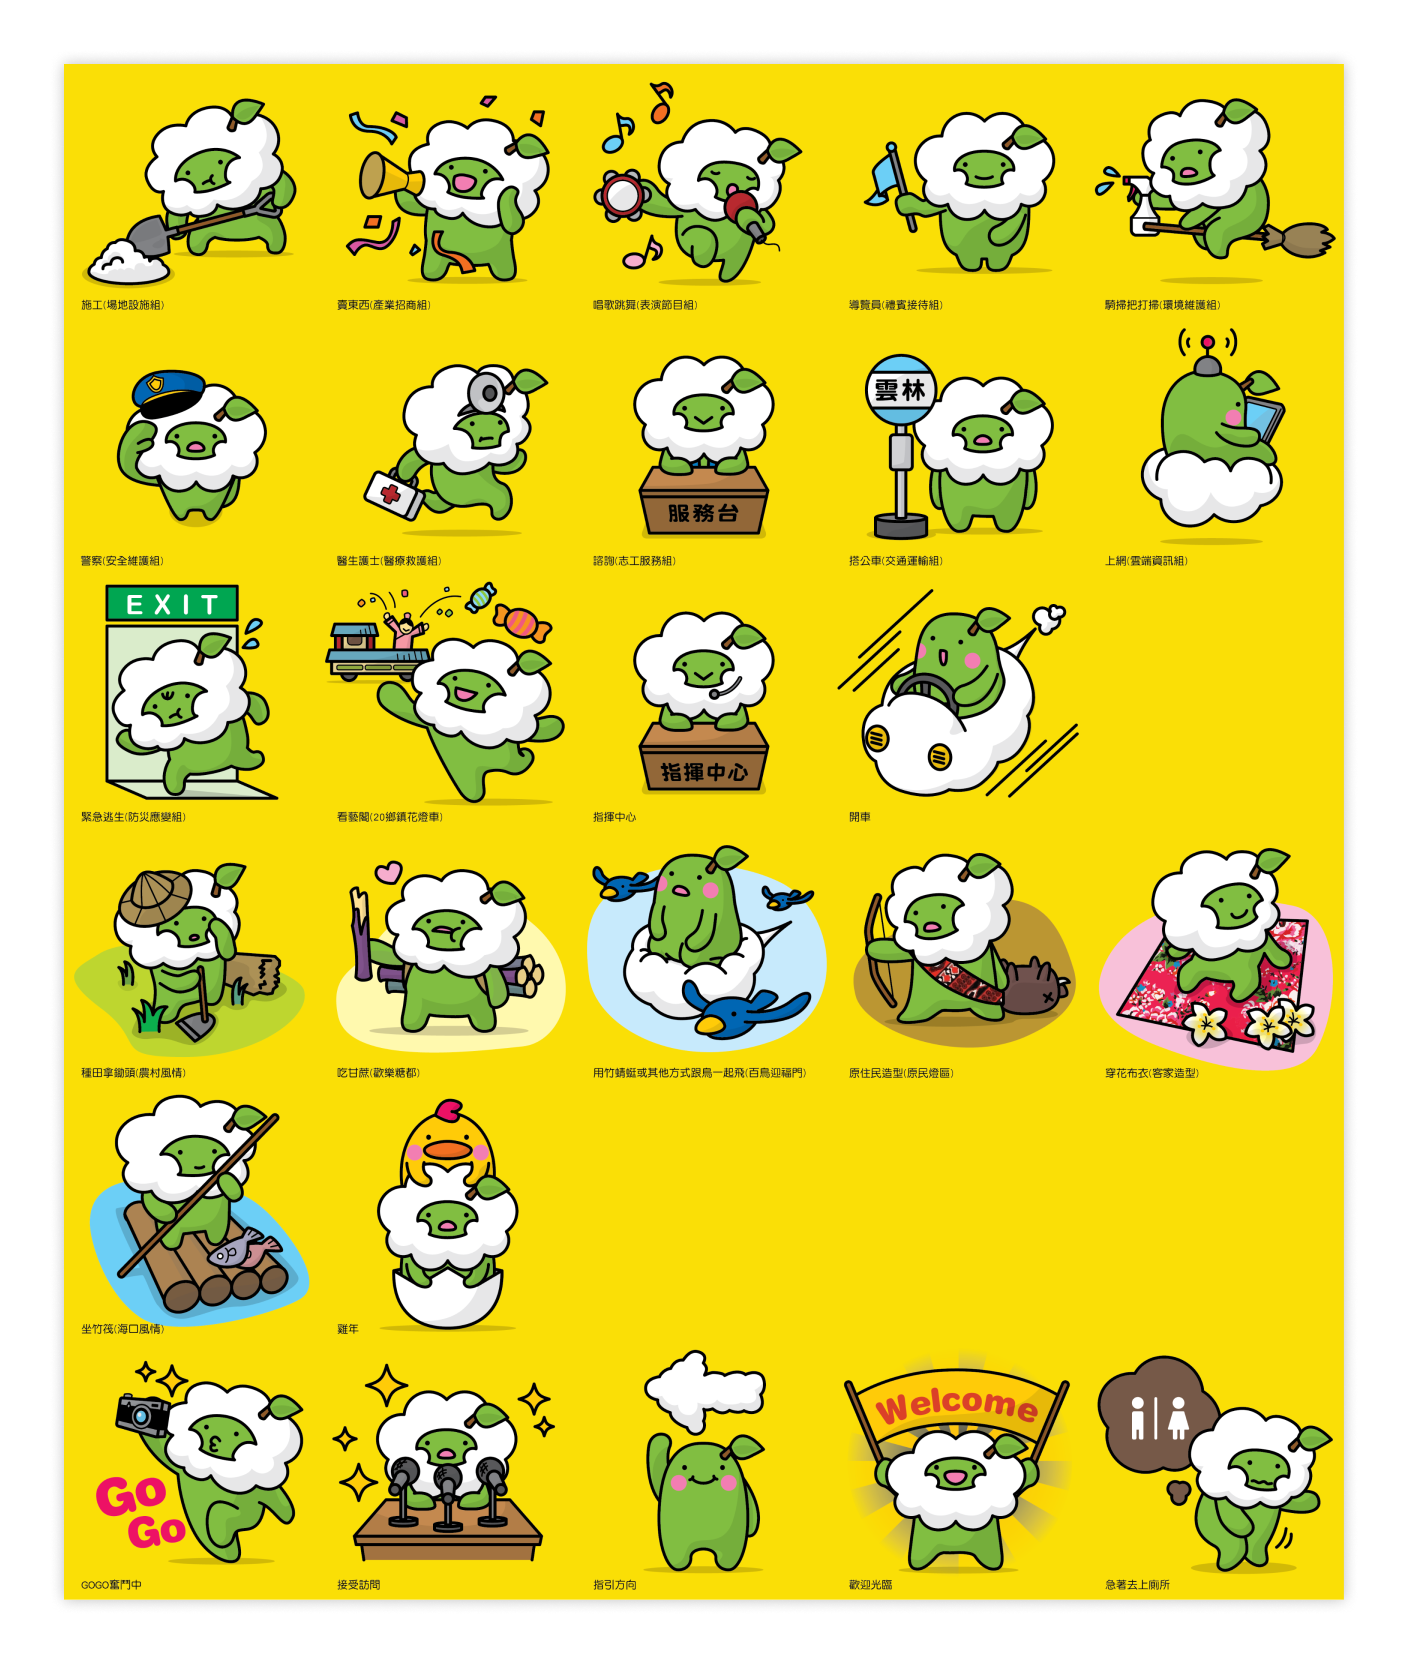 施工(場地設施組)
賣東西(產業招商組)
唱歌跳舞(表演節目組)
導覽員(禮賓接待組)
騎掃把打掃(環境維護組)
雲林
服務台
警察(安全維護組)
醫生護士(醫療救護組)
諮詢(志工服務組)
搭公車(交通運輸組)
上網(雲端資訊組)
EXIT
指揮中心
緊急逃生(防災應變組)
看藝閣(20鄉鎮花燈車)
指揮中心
開車
種田拿鋤頭(農村風情)
吃甘蔗(歡樂糖都)
用竹蜻蜓或其他方式跟鳥一起飛(百鳥迎福門)
原住民造型(原民燈區)
穿花布衣(客家造型)
坐竹筏(海口風情)
雞年
Welcome
Go
Go
GOGO奮鬥中
接受訪問
指引方向
歡迎光臨
急著去上廁所